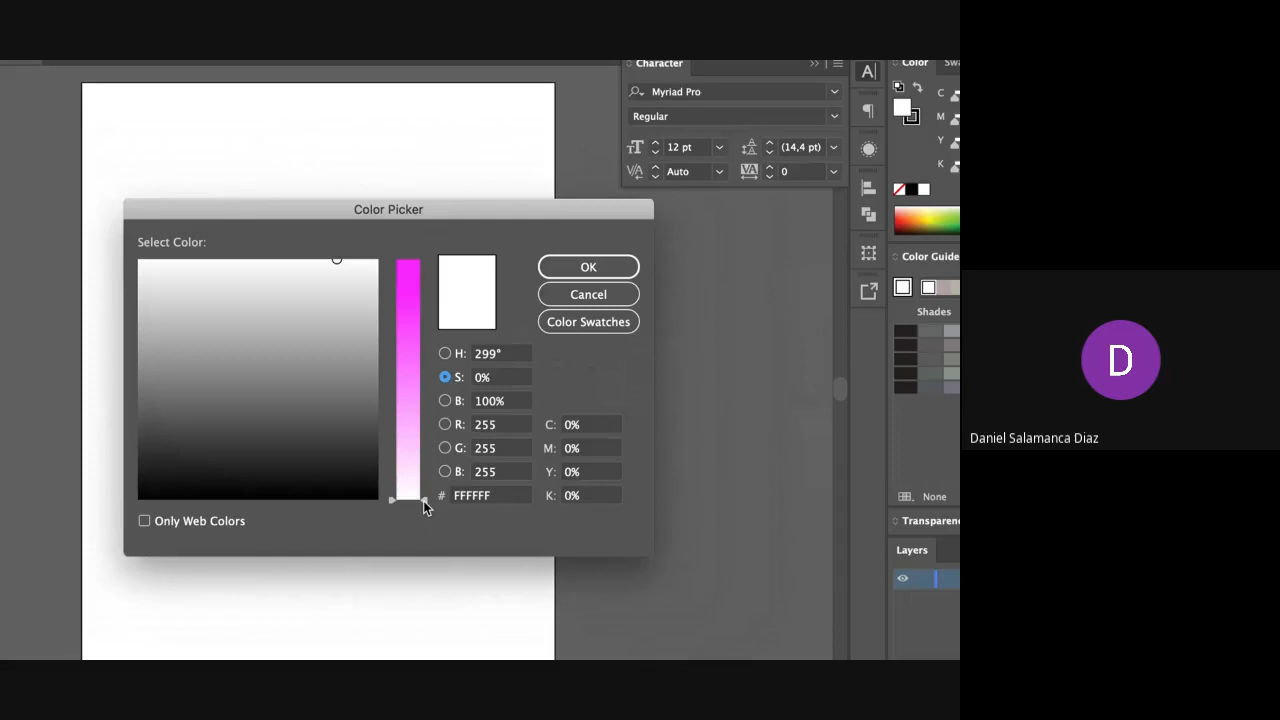 Character
Myriad Pro
Regular
12 pt
(14,4 pt)
Auto
0
Color
C
M
Y
K
Color Picker
Select Color:
OK
Cancel
Color Swatches
H: 299°
S: 0%
B: 100%
R: 255
C: 0%
G: 255
M: 0%
B: 255
Y: 0%
# FFFFFF
K: 0%
Only Web Colors
Color Guide
Shades
None
Transparen
Layers
D
Daniel Salamanca Diaz